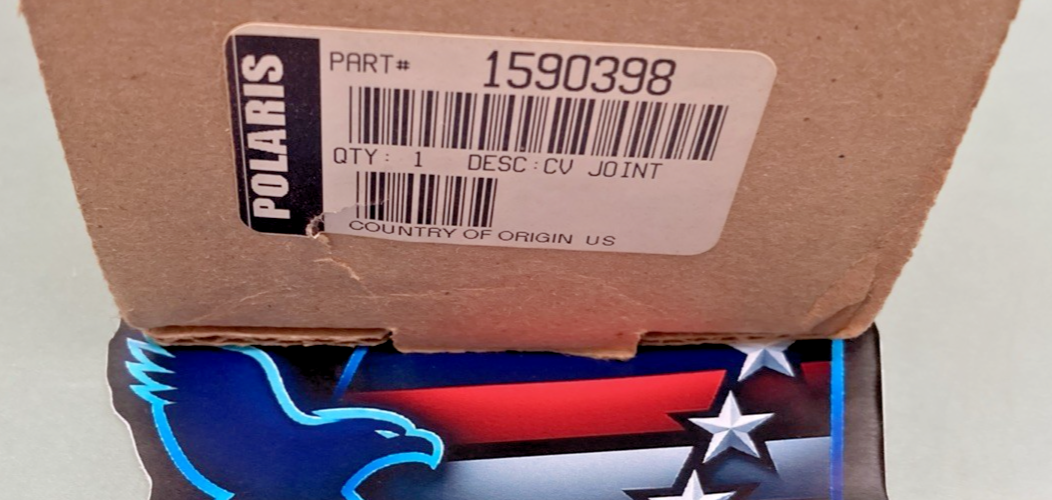 POLARIS
PART# 1590398
QTY: 1 DESC:CV JOINT
COUNTRY OF ORIGIN US